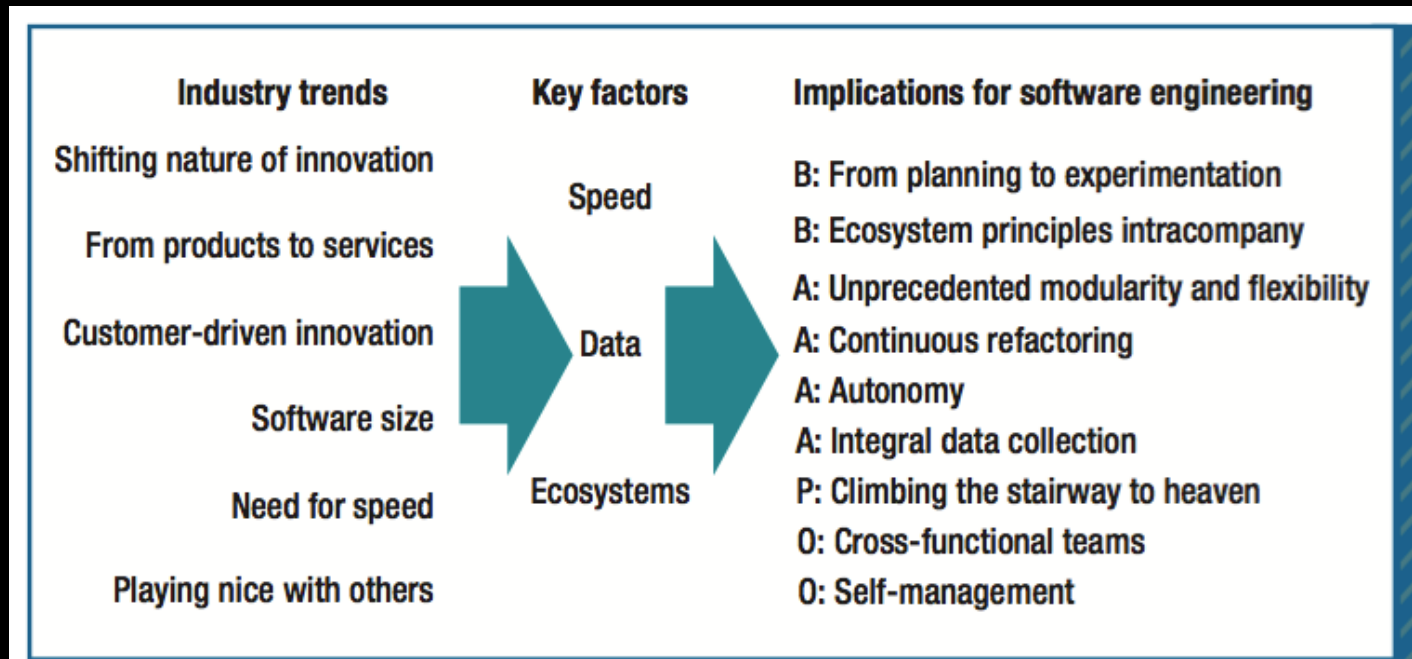 Industry trends
Shifting nature of innovation
From products to services
Customer-driven innovation
Software size
Need for speed
Playing nice with others
Key factors
Speed
Data
Ecosystems
Implications for software engineering
B: From planning to experimentation
B: Ecosystem principles intracompany
A: Unprecedented modularity and flexibility
A: Continuous refactoring
A: Autonomy
A: Integral data collection
P: Climbing the stairway to heaven
O: Cross-functional teams
O: Self-management